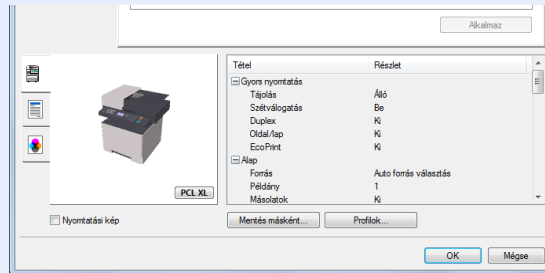 Alkalmaz
Tétel Részlet
Gyors nyomtatás
Tájolás Álló
Szétválogatás Be
Duplex Ki
Oldal/lap Ki
EcoPrint Ki
Alap
Forrás Auto forrás választás
Példány 1
Másolatok Ki
PCL XL
Nyomtatási kép Mentés másként... Profilok...
OK Mégse